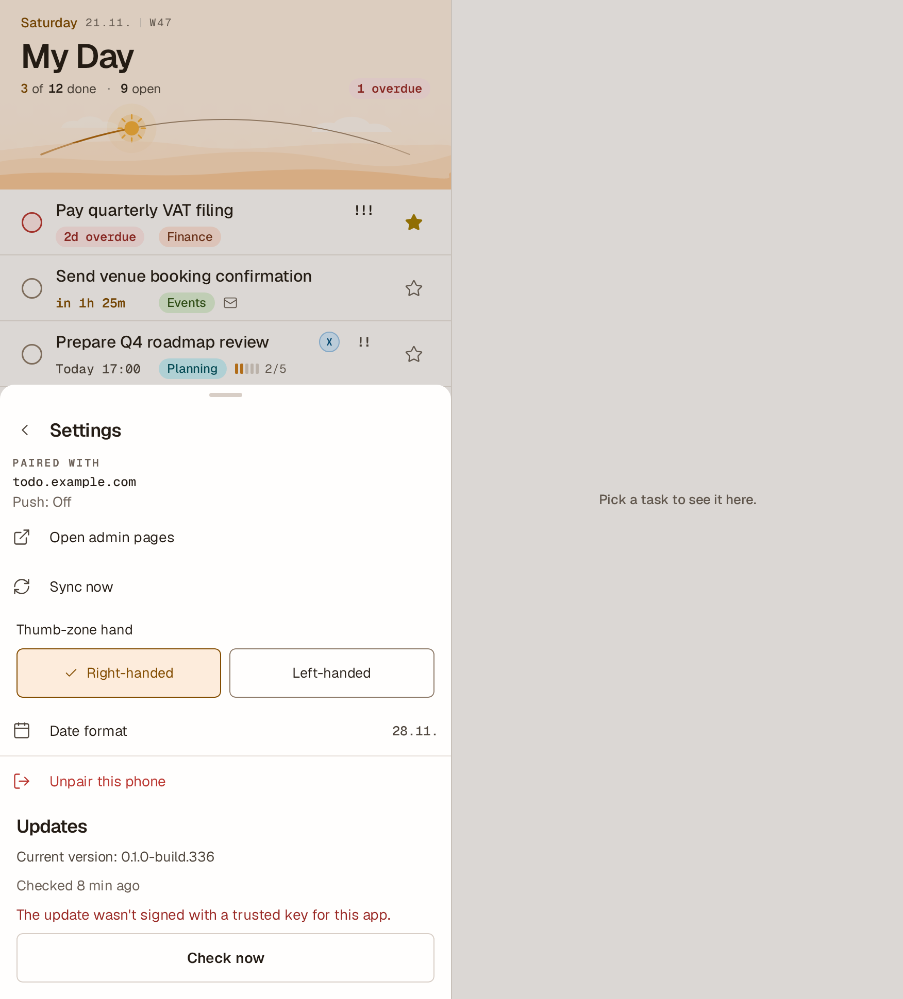 Saturday 21.11. | W47
My Day
3 of 12 done · 9 open
1 overdue
Pay quarterly VAT filing
!!!
2d overdue Finance
Send venue booking confirmation
in 1h 25m Events
Prepare Q4 roadmap review
X !!
Today 17:00 Planning 2/5
Settings
PAIRED WITH
todo.example.com
Push: Off
Open admin pages
Sync now
Thumb-zone hand
Right-handed Left-handed
Date format 28.11.
Unpair this phone
Updates
Current version: 0.1.0-build.336
Checked 8 min ago
The update wasn't signed with a trusted key for this app.
Check now
Pick a task to see it here.